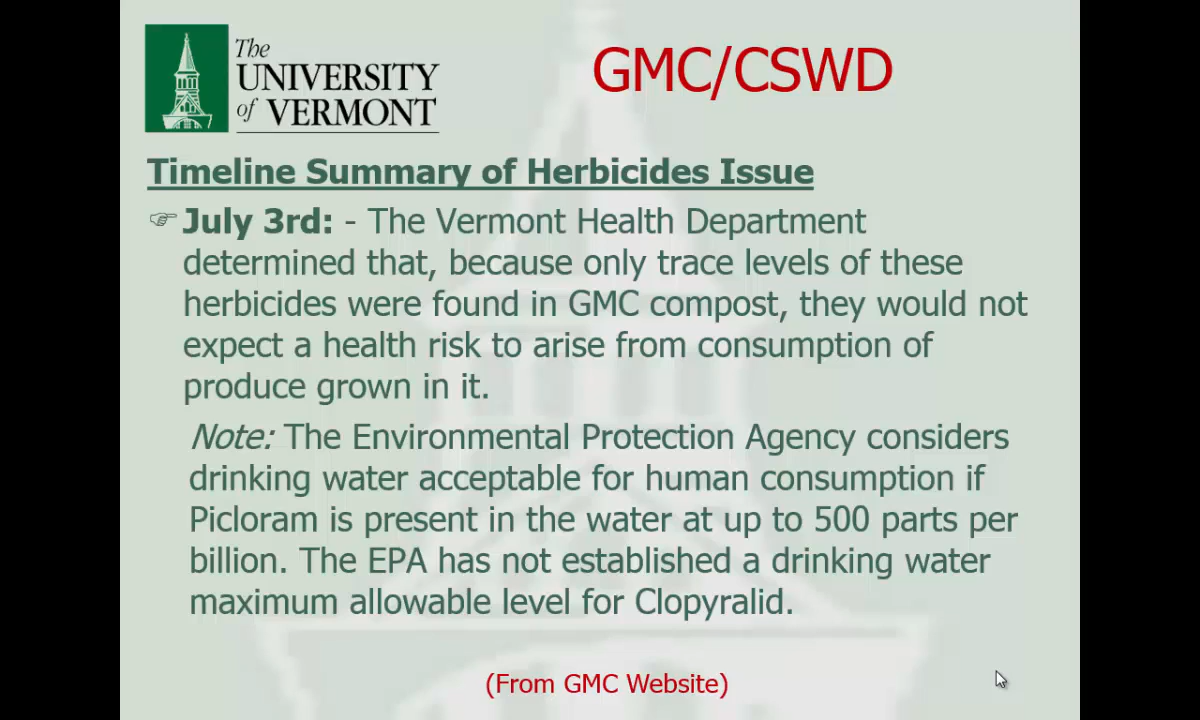 The
UNIVERSITY
of VERMONT
GMC/CSWD
Timeline Summary of Herbicides Issue
July 3rd: - The Vermont Health Department
determined that, because only trace levels of these
herbicides were found in GMC compost, they would not
expect a health risk to arise from consumption of
produce grown in it.
Note: The Environmental Protection Agency considers
drinking water acceptable for human consumption if
Picloram is present in the water at up to 500 parts per
billion. The EPA has not established a drinking water
maximum allowable level for Clopyralid.
(From GMC Website)